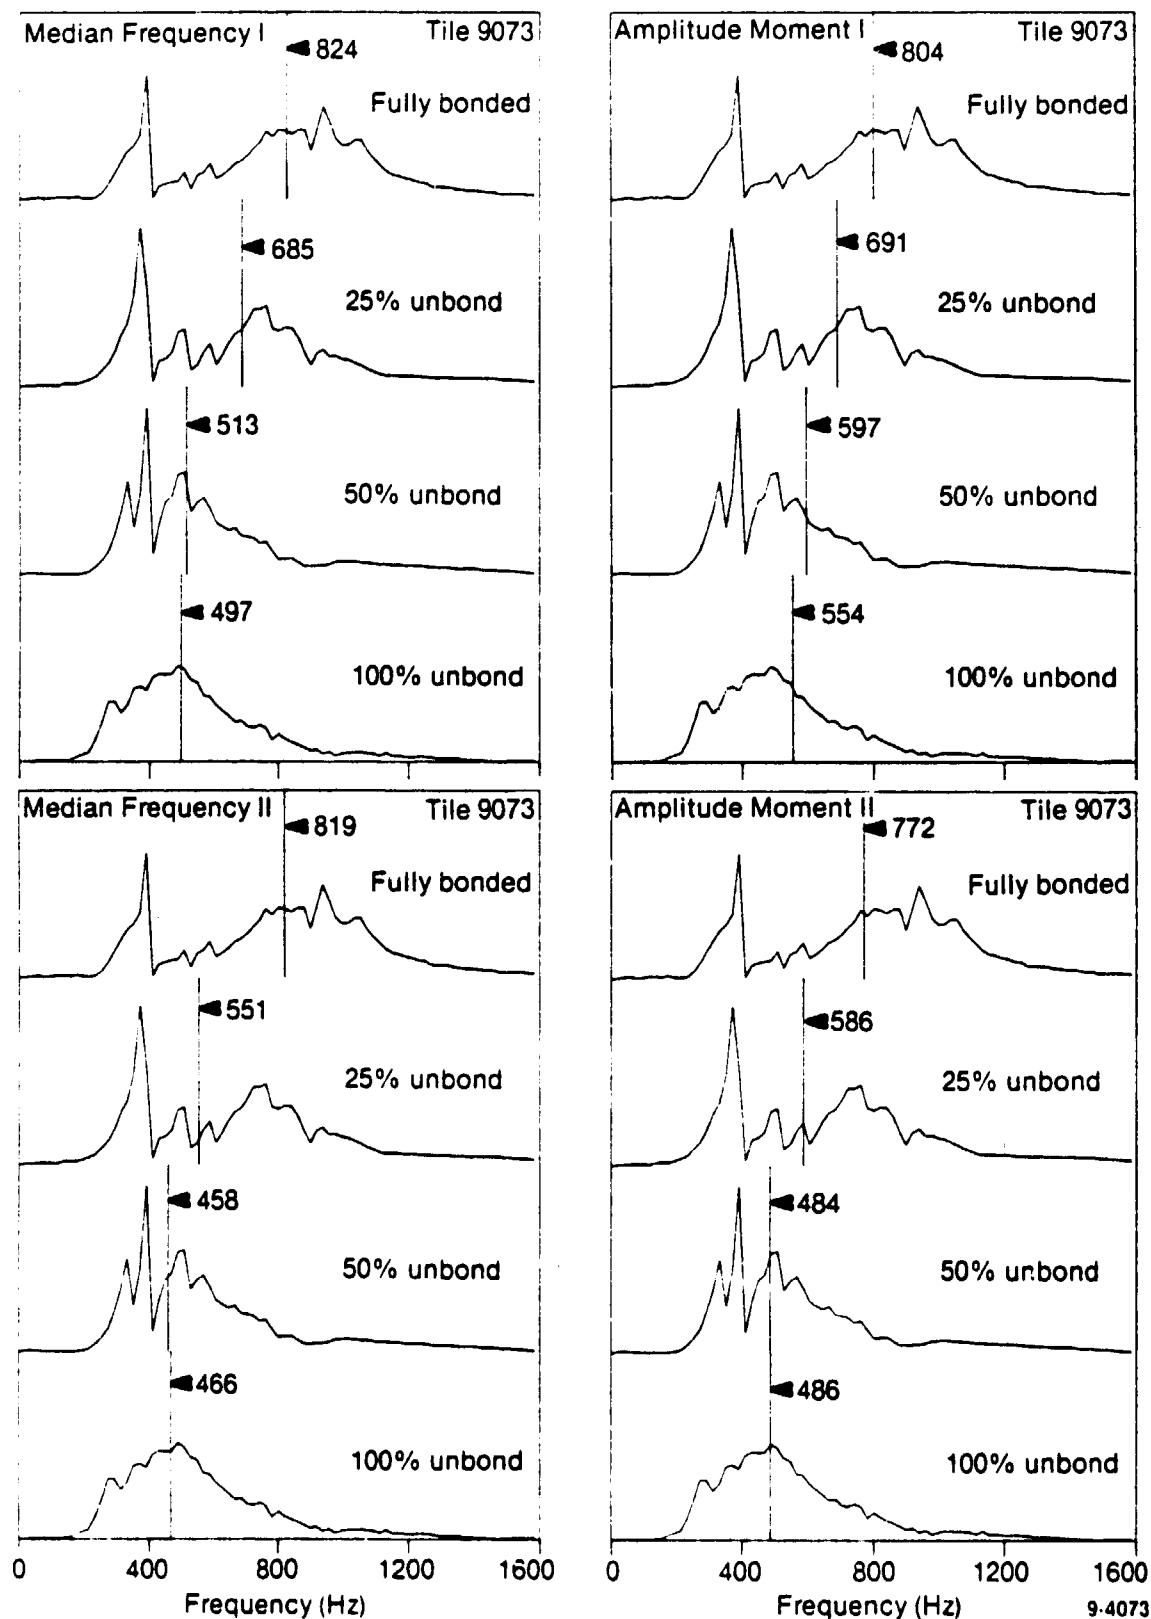 Median Frequency I Tile 9073
824
Fully bonded
685
25% unbond
513
50% unbond
497
100% unbond
Amplitude Moment I Tile 9073
804
Fully bonded
691
25% unbond
597
50% unbond
554
100% unbond
Median Frequency II Tile 9073
819
Fully bonded
551
25% unbond
458
50% unbond
466
100% unbond
0 400 800 1200 1600
Frequency (Hz)
Amplitude Moment II Tile 9073
772
Fully bonded
586
25% unbond
484
50% unbond
486
100% unbond
0 400 800 1200 1600
Frequency (Hz)
9-4073